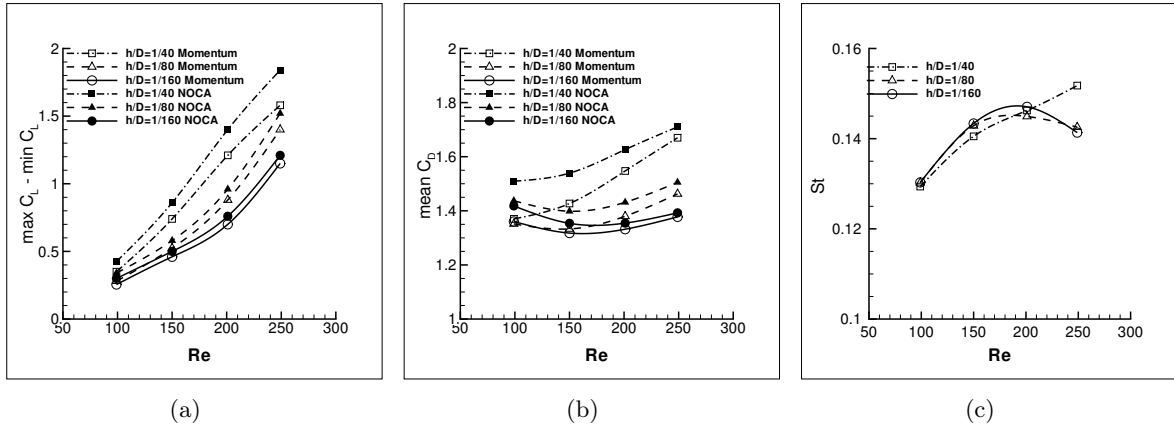 max C_L - min C_L
2
1.5
1
0.5
0
50 100 150 200 250 300
Re
h/D=1/40 Momentum
h/D=1/80 Momentum
h/D=1/160 Momentum
h/D=1/40 NOCA
h/D=1/80 NOCA
h/D=1/160 NOCA
(a)
mean C_D
2
1.8
1.6
1.4
1.2
1
50 100 150 200 250 300
Re
h/D=1/40 Momentum
h/D=1/80 Momentum
h/D=1/160 Momentum
h/D=1/40 NOCA
h/D=1/80 NOCA
h/D=1/160 NOCA
(b)
St
0.16
0.14
0.12
0.1
50 100 150 200 250 300
Re
h/D=1/40
h/D=1/80
h/D=1/160
(c)